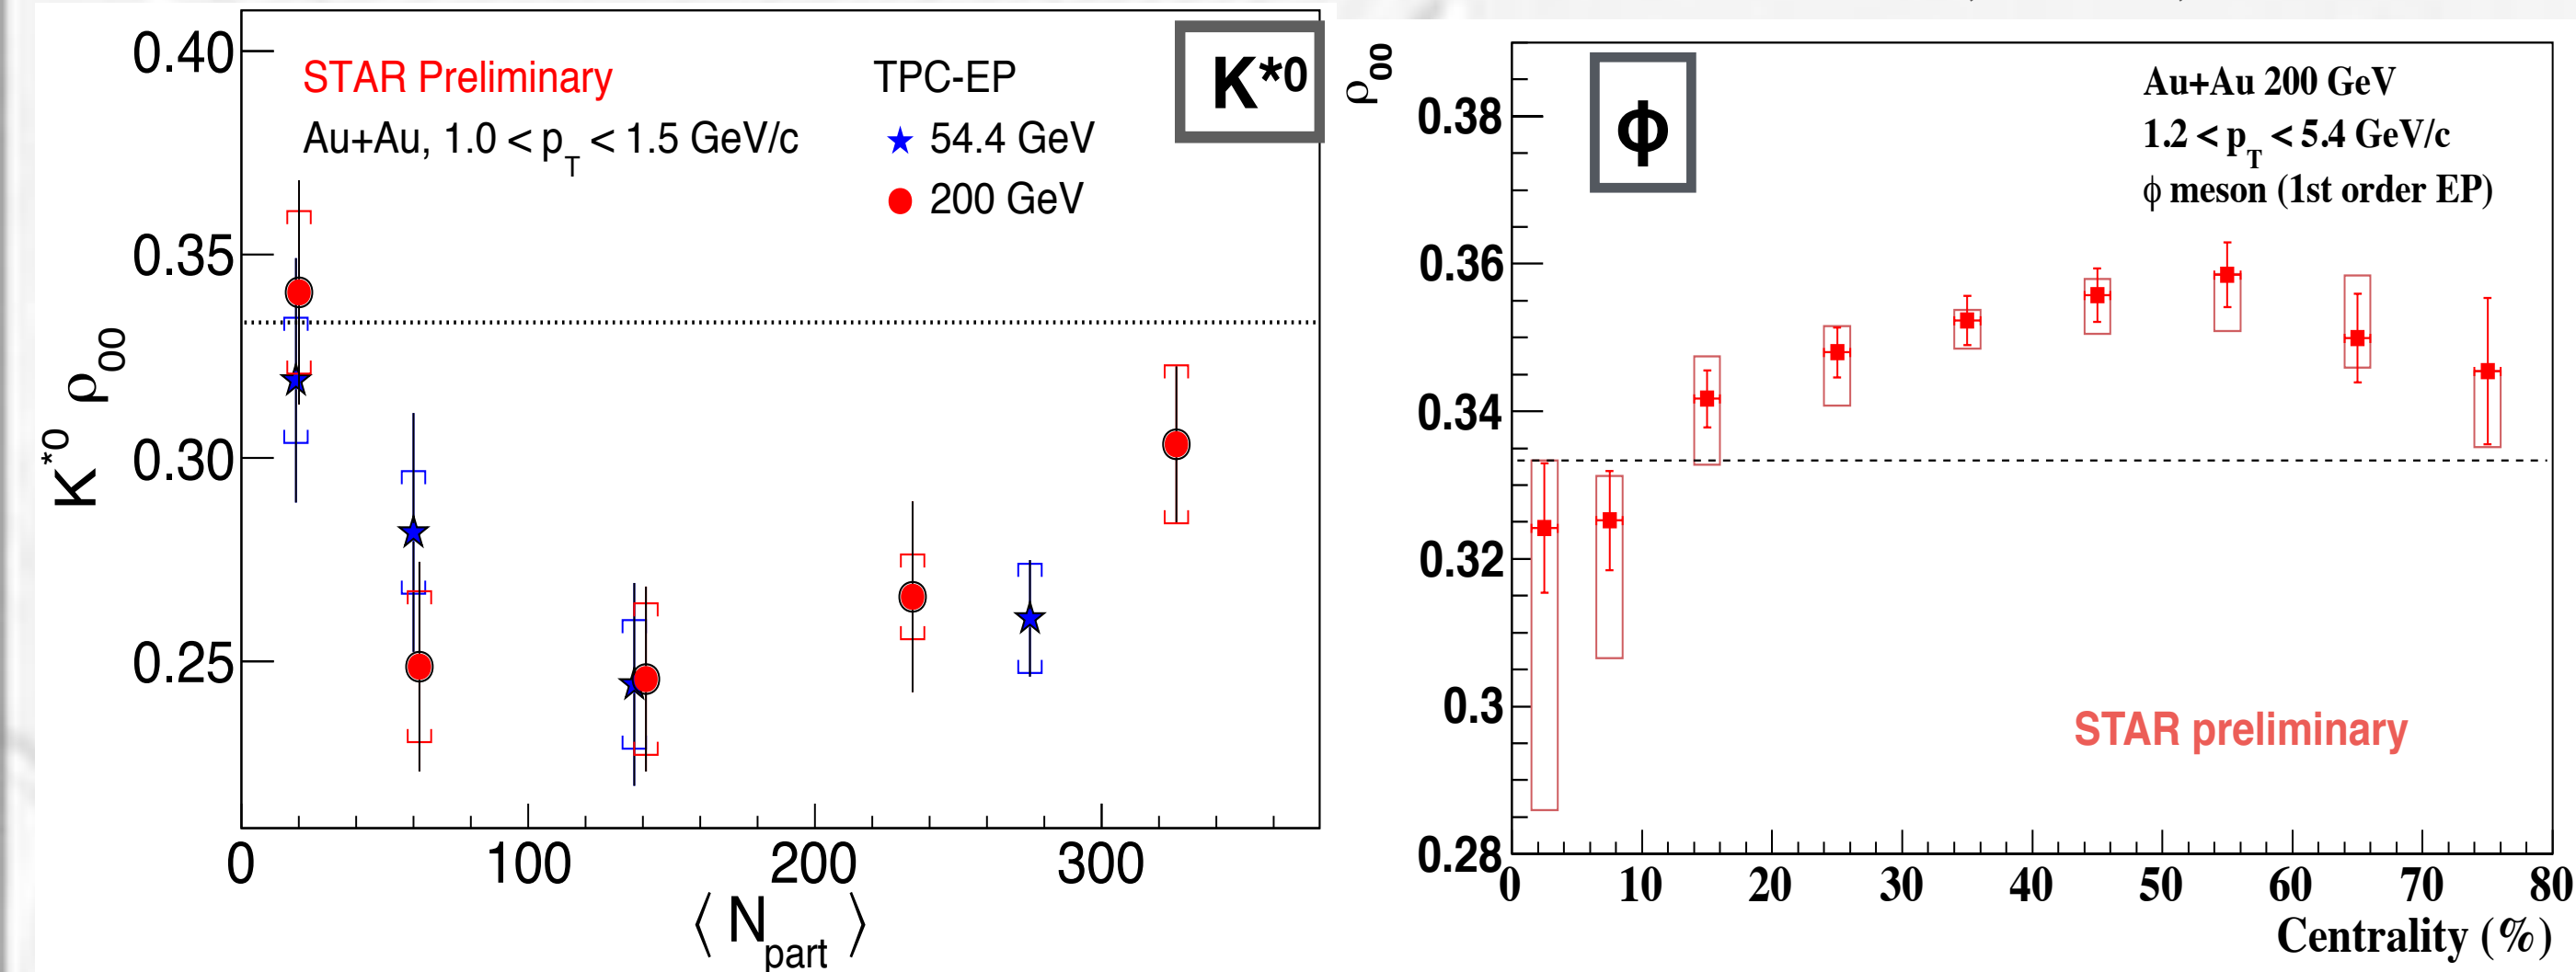 STAR Preliminary
Au+Au, 1.0 < p_T < 1.5 GeV/c
TPC-EP
54.4 GeV
200 GeV
K*0
K*0 ρ00
0.40
0.35
0.30
0.25
0 100 200 300
⟨ N_part ⟩
ρ00
ϕ
Au+Au 200 GeV
1.2 < p_T < 5.4 GeV/c
ϕ meson (1st order EP)
0.38
0.36
0.34
0.32
0.3
0.28
STAR preliminary
0 10 20 30 40 50 60 70 80
Centrality (%)